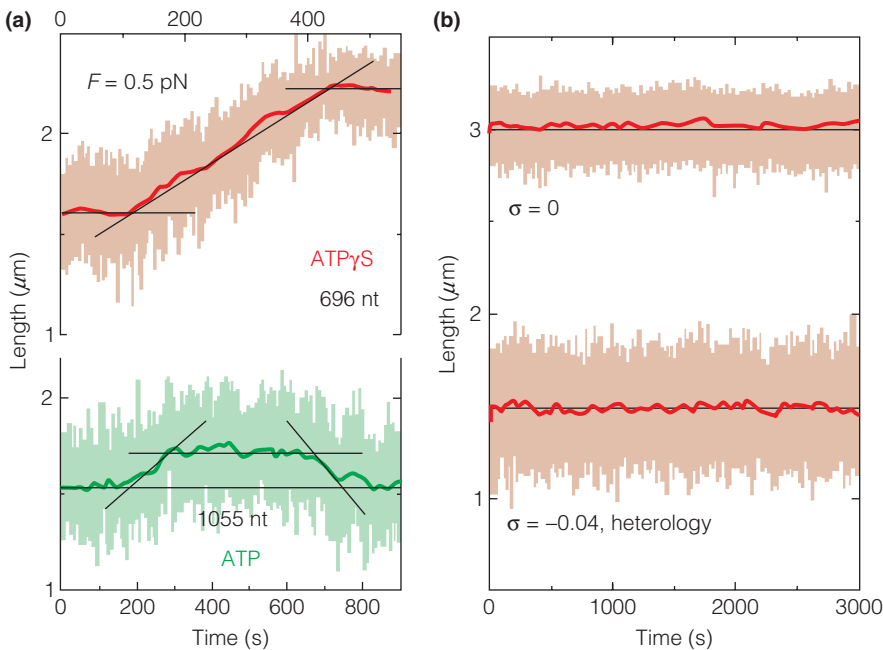 (a)
0 200 400
F = 0.5 pN
2
ATPγS
696 nt
1
Length (μm)
2
1055 nt
ATP
1
0 200 400 600 800
Time (s)
(b)
3
σ = 0
2
Length (μm)
1
σ = –0.04, heterology
0 1000 2000 3000
Time (s)